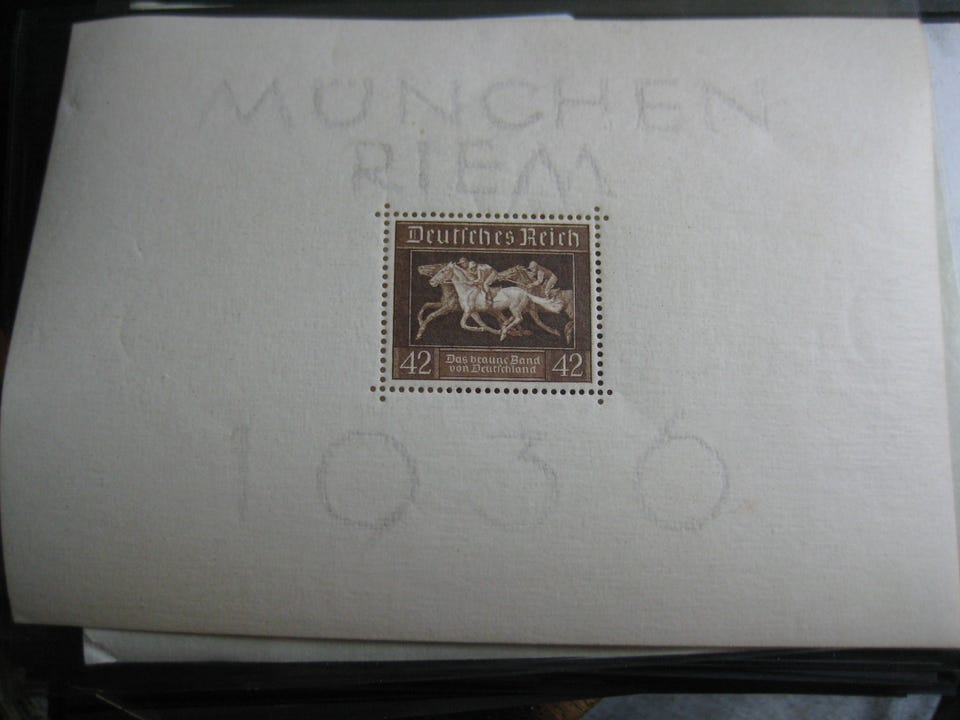 MÜNCHEN
RIEM
Deutsches Reich
42 Das braune Band 42
von Deutschland
1936